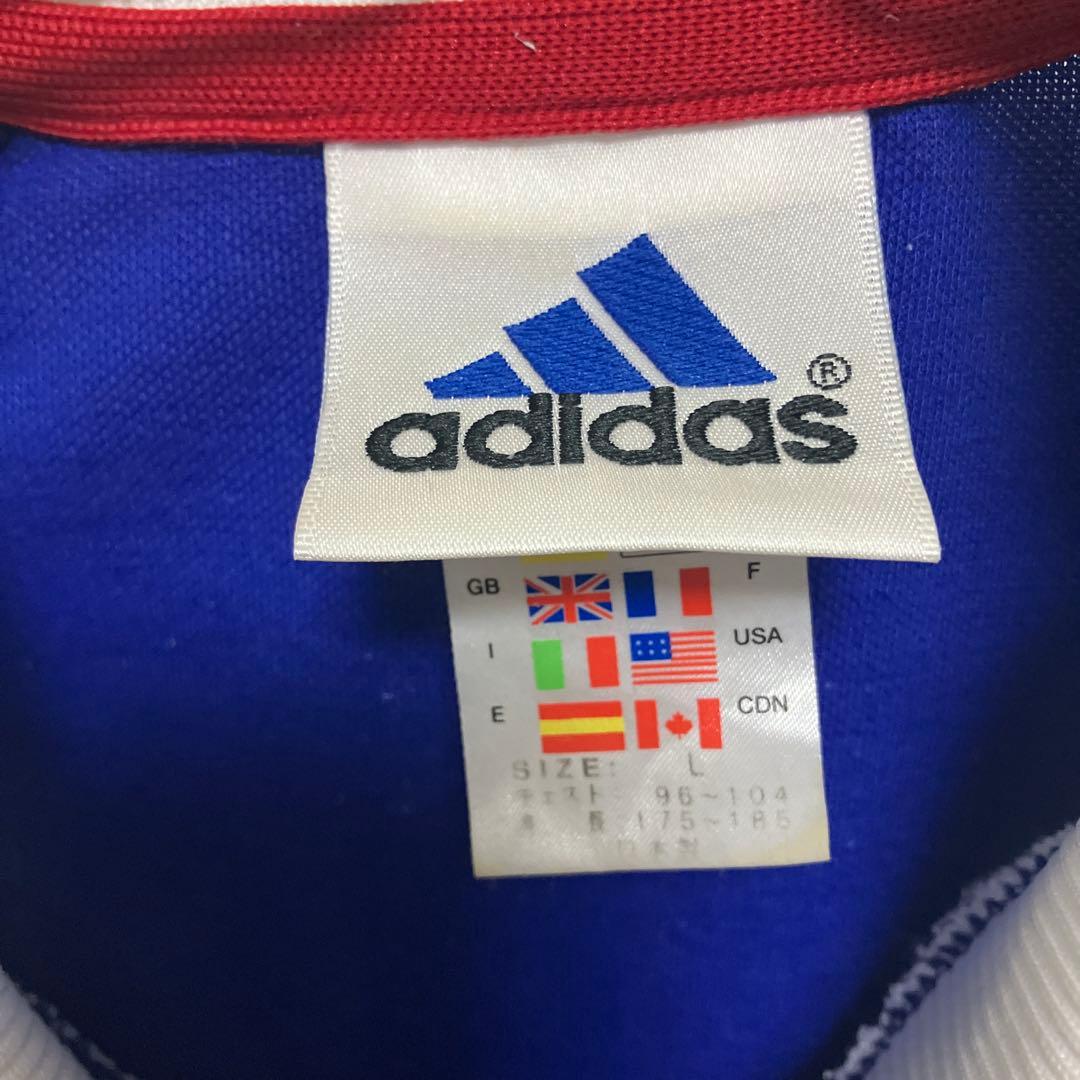 adidas®
GB F
I USA
E CDN
SIZE: L
チェスト 96~104
身長 175~185
日本製